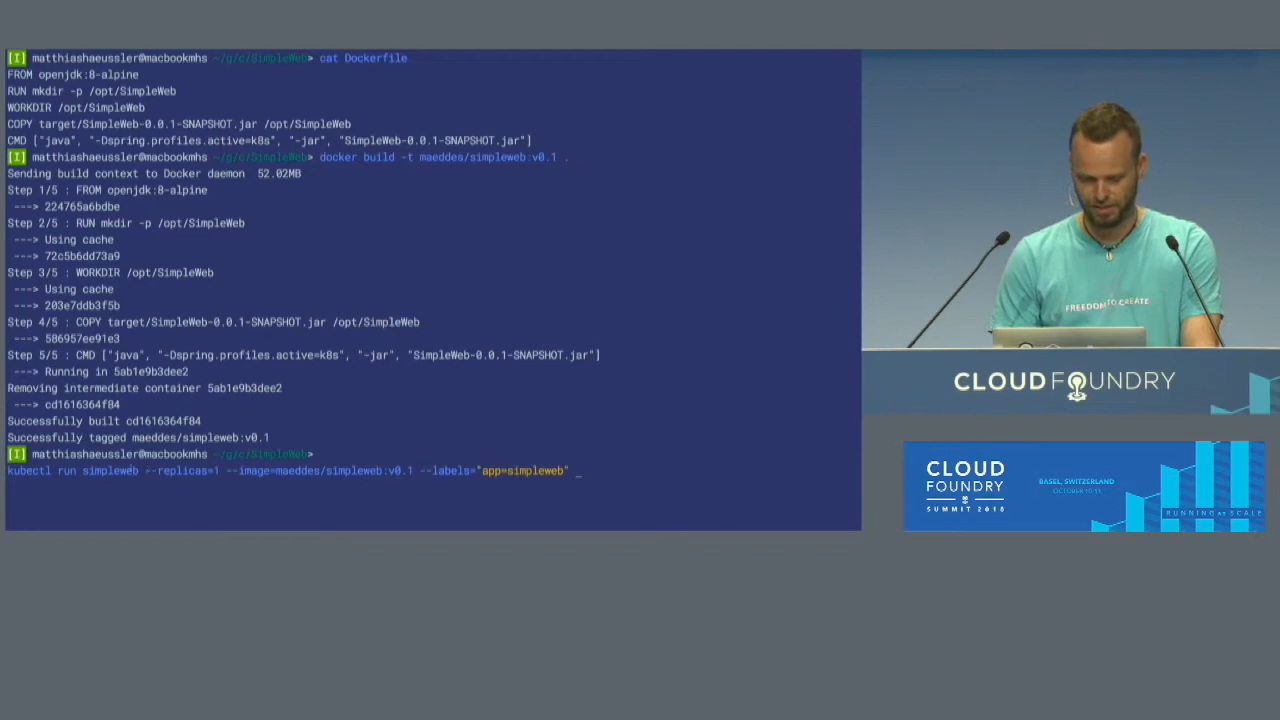 [I] matthiashaeussler@macbookmhs ~/g/c/SimpleWeb> cat Dockerfile
FROM openjdk:8-alpine
RUN mkdir -p /opt/SimpleWeb
WORKDIR /opt/SimpleWeb
COPY target/SimpleWeb-0.0.1-SNAPSHOT.jar /opt/SimpleWeb
CMD ["java", "-Dspring.profiles.active=k8s", "-jar", "SimpleWeb-0.0.1-SNAPSHOT.jar"]
[I] matthiashaeussler@macbookmhs ~/g/c/SimpleWeb> docker build -t maeddes/simpleweb:v0.1 .
Sending build context to Docker daemon  52.02MB
Step 1/5 : FROM openjdk:8-alpine
---> 224765a6bdbe
Step 2/5 : RUN mkdir -p /opt/SimpleWeb
---> Using cache
---> 72c5b6dd73a9
Step 3/5 : WORKDIR /opt/SimpleWeb
---> Using cache
---> 203e7ddb3f5b
Step 4/5 : COPY target/SimpleWeb-0.0.1-SNAPSHOT.jar /opt/SimpleWeb
---> 586957ee91e3
Step 5/5 : CMD ["java", "-Dspring.profiles.active=k8s", "-jar", "SimpleWeb-0.0.1-SNAPSHOT.jar"]
---> Running in 5ab1e9b3dee2
Removing intermediate container 5ab1e9b3dee2
---> cd1616364f84
Successfully built cd1616364f84
Successfully tagged maeddes/simpleweb:v0.1
[I] matthiashaeussler@macbookmhs ~/g/c/SimpleWeb>
kubectl run simpleweb --replicas=1 --image=maeddes/simpleweb:v0.1 --labels="app=simpleweb" _
FREEDOM TO CREATE
CLOUD FOUNDRY
CLOUD
FOUNDRY
SUMMIT 2018
BASEL, SWITZERLAND
OCTOBER 10-11
RUNNING AT SCALE